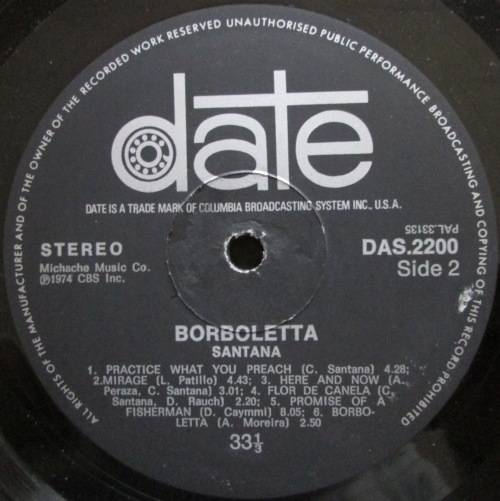 ALL RIGHTS OF THE MANUFACTURER AND OF THE OWNER OF THE RECORDED WORK RESERVED UNAUTHORISED PUBLIC PERFORMANCE BROADCASTING AND COPYING OF THIS RECORD PROHIBITED
date
DATE IS A TRADE MARK OF COLUMBIA BROADCASTING SYSTEM INC., U.S.A.
PAL.33135
STEREO
DAS.2200
Michache Music Co.
Side 2
Ⓟ1974 CBS Inc.
BORBOLETTA
SANTANA
1. PRACTICE WHAT YOU PREACH (C. Santana) 4.28;
2.MIRAGE (L. Patillo) 4.43; 3. HERE AND NOW (A.
Peraza, C. Santana) 3.01; 4. FLOR DE CANELA (C.
Santana, D. Rauch) 2.20; 5. PROMISE OF A
FISHERMAN (D. Caymmi) 8.05; 6. BORBO-
LETTA (A. Moreira) 2.50
33⅓